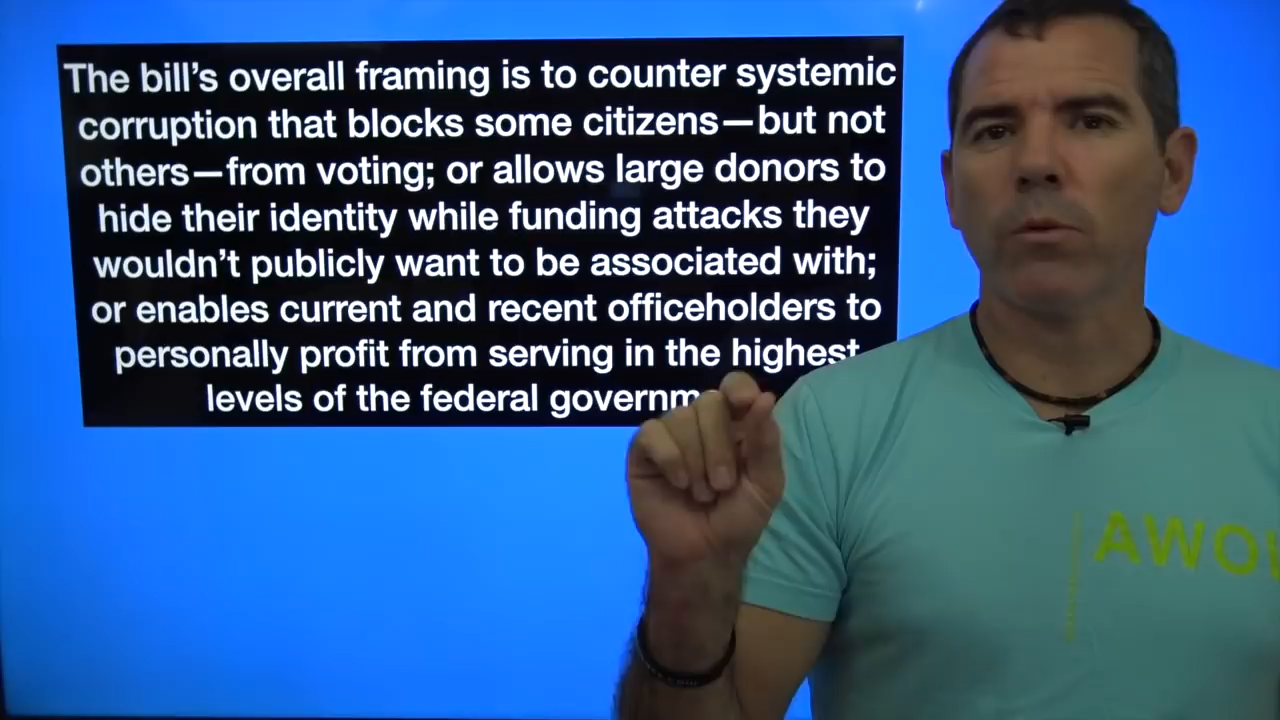 The bill's overall framing is to counter systemic
corruption that blocks some citizens—but not
others—from voting; or allows large donors to
hide their identity while funding attacks they
wouldn't publicly want to be associated with;
or enables current and recent officeholders to
personally profit from serving in the highest
levels of the federal governm
AWOL